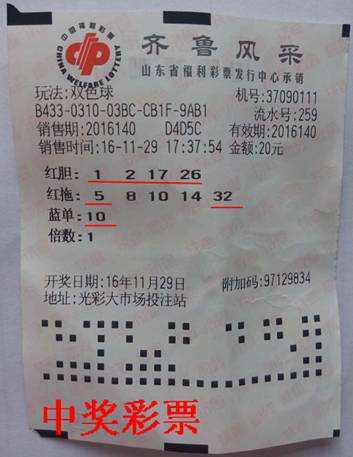 中国福利彩票
CHINA WELFARE LOTTERY
齐鲁风采
山东省福利彩票发行中心承销
玩法:双色球 机号:37090111
B433-0310-03BC-CB1F-9AB1 流水号:259
销售期:2016140 D4D5C 有效期:2016140
销售时间:16-11-29 17:37:54 金额:20元
红胆: 1 2 17 26
红拖: 5 8 10 14 32
蓝单:10
倍数:1
开奖日期:16年11月29日 附加码:97129834
地址:光彩大市场投注站
中奖彩票